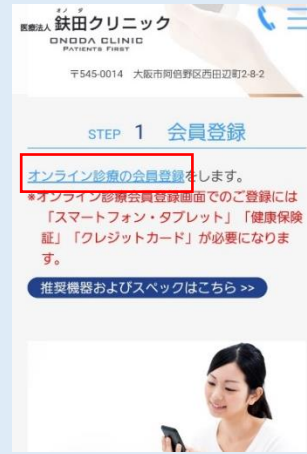 オノダ
医療法人 鉄田クリニック
ONODA CLINIC
PATIENTS FIRST
〒545-0014 大阪市阿倍野区西田辺町2-8-2
STEP 1 会員登録
オンライン診療の会員登録をします。
*オンライン診療会員登録画面でのご登録には
「スマートフォン・タブレット」「健康保険
証」「クレジットカード」が必要になりま
す。
推奨機器およびスペックはこちら >>